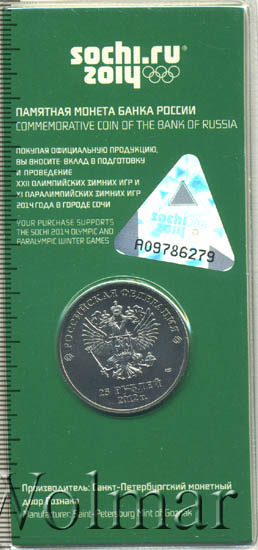 sochi.ru
2014
ПАМЯТНАЯ МОНЕТА БАНКА РОССИИ
COMMEMORATIVE COIN OF THE BANK OF RUSSIA
ПОКУПАЯ ОФИЦИАЛЬНУЮ ПРОДУКЦИЮ,
ВЫ ВНОСИТЕ ВКЛАД В ПОДГОТОВКУ
И ПРОВЕДЕНИЕ
XXII ОЛИМПИЙСКИХ ЗИМНИХ ИГР И
XI ПАРАЛИМПИЙСКИХ ЗИМНИХ ИГР
2014 ГОДА В ГОРОДЕ СОЧИ
YOUR PURCHASE SUPPORTS
THE SOCHI 2014 OLYMPIC AND
PARALYMPIC WINTER GAMES
sochi.ru
2014
A09786279
РОССИЙСКАЯ ФЕДЕРАЦИЯ
25 РУБЛЕЙ
2012 г.
Производитель: Санкт-Петербургский монетный
двор Гознака
Manufacturer: Saint-Petersburg Mint of Goznak
Wolmar